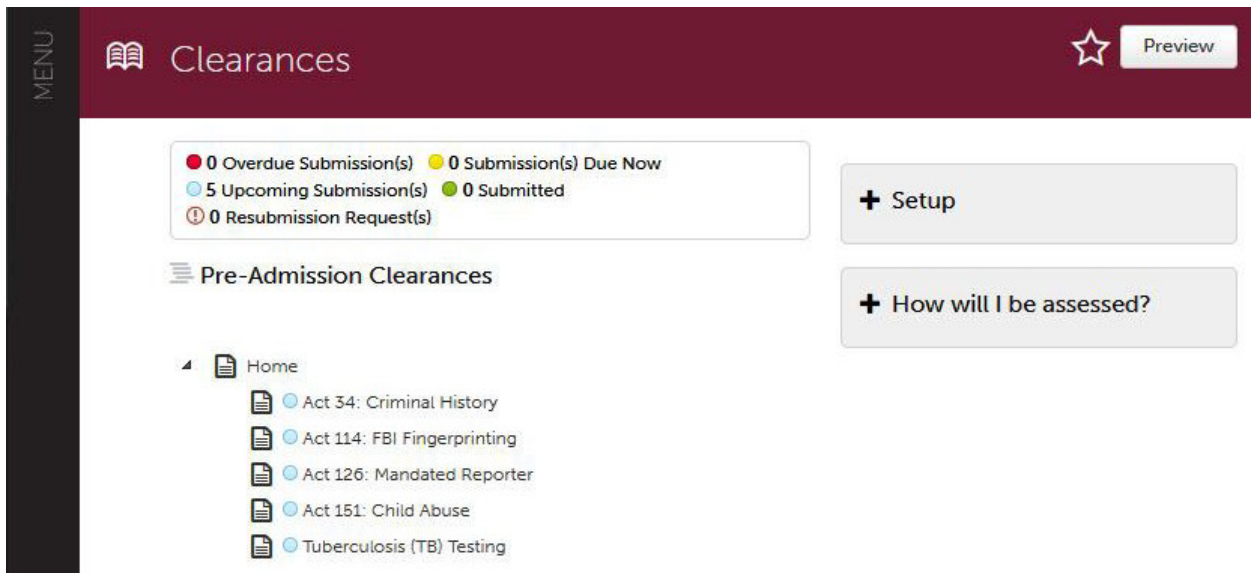 MENU
Clearances
Preview
0 Overdue Submission(s) 0 Submission(s) Due Now
5 Upcoming Submission(s) 0 Submitted
0 Resubmission Request(s)
Pre-Admission Clearances
Home
Act 34: Criminal History
Act 114: FBI Fingerprinting
Act 126: Mandated Reporter
Act 151: Child Abuse
Tuberculosis (TB) Testing
+ Setup
+ How will I be assessed?